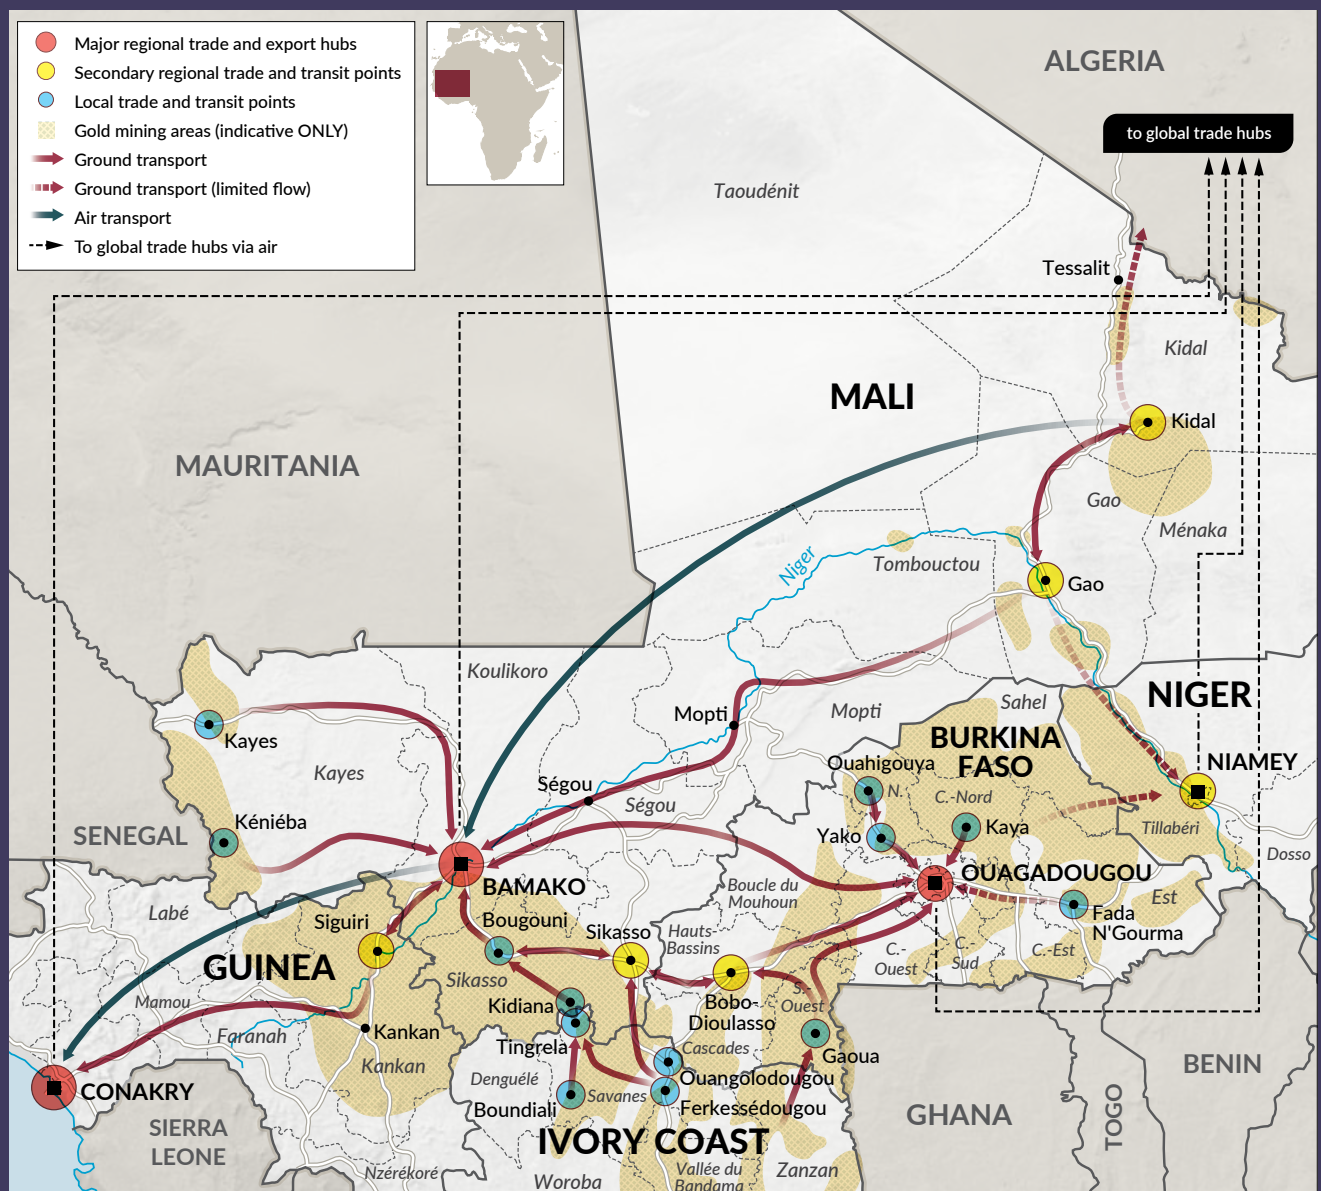 Major regional trade and export hubs
Secondary regional trade and transit points
Local trade and transit points
Gold mining areas (indicative ONLY)
Ground transport
Ground transport (limited flow)
Air transport
To global trade hubs via air
ALGERIA
to global trade hubs
Taoudénit
Tessalit
Kidal
MALI
Kidal
MAURITANIA
Gao
Ménaka
Niger
Tombouctou
Gao
Koulikoro
Sahel
NIGER
Mopti
Mopti
Kayes
BURKINA
FASO
Ouahigouya
NIAMEY
Kayes
Ségou
Ségou
N.
C.-Nord
Kéniéba
SENEGAL
Yako
Kaya
Tillabéri
Dosso
OUAGADOUGOU
BAMAKO
Boucle du
Mouhoun
Est
Labé
Siguiri
Bougouni
Sikasso
Hauts-
Bassins
Fada
N'Gourma
GUINEA
Sikasso
C.-
Ouest
C.-
Sud
C.-Est
Mamou
Kidiana
Bobo-
Dioulasso
S.-
Ouest
Faranah
Kankan
Tingrela
Cascades
Gaoua
Kankan
Denguélé
Ouangolodougou
BENIN
CONAKRY
Boundiali
Savanes
Ferkessédougou
GHANA
TOGO
SIERRA
LEONE
IVORY COAST
Nzérékoré
Woroba
Vallée du
Bandama
Zanzan